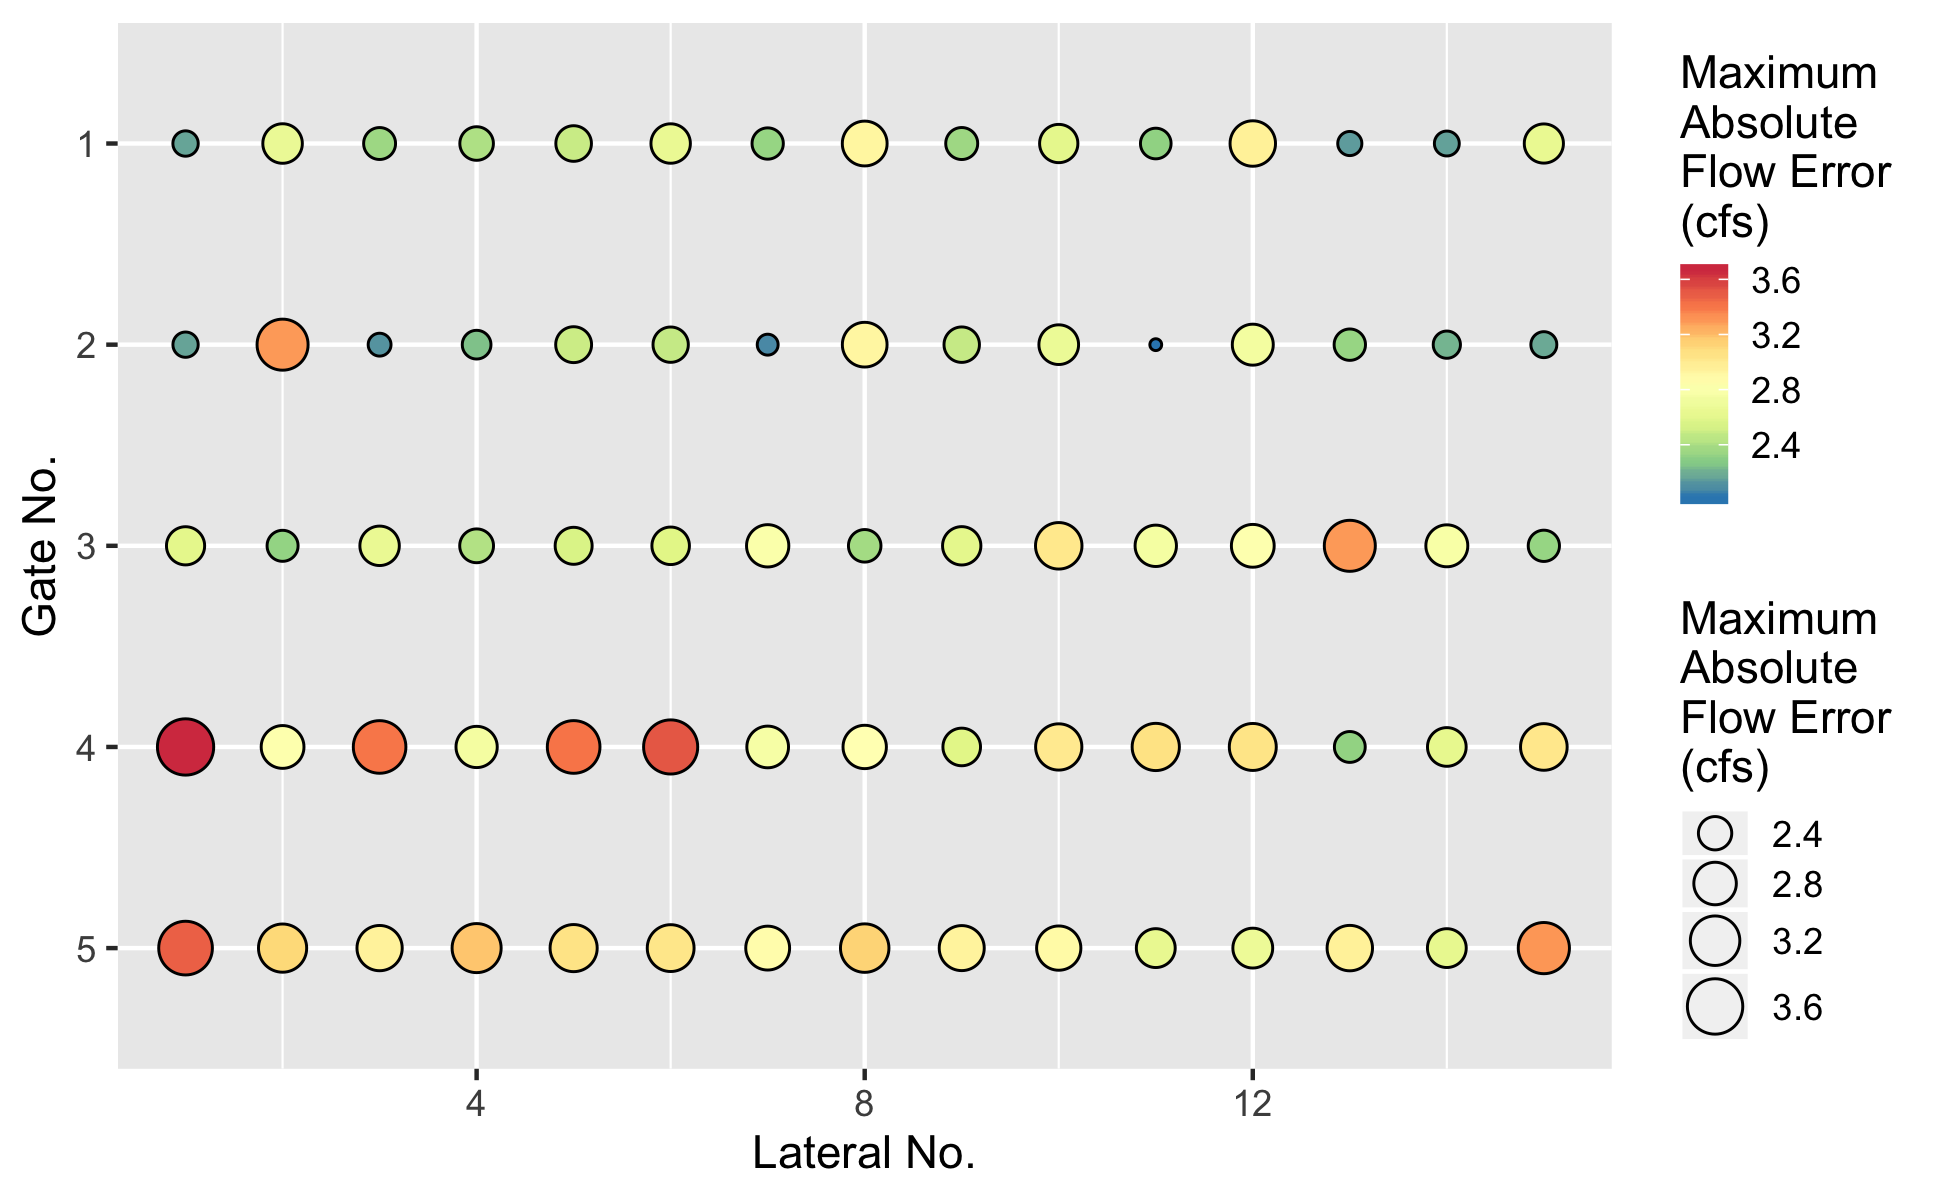 1
2
3
4
5
Gate No.
4 8 12
Lateral No.
Maximum
Absolute
Flow Error
(cfs)
3.6
3.2
2.8
2.4
Maximum
Absolute
Flow Error
(cfs)
2.4
2.8
3.2
3.6